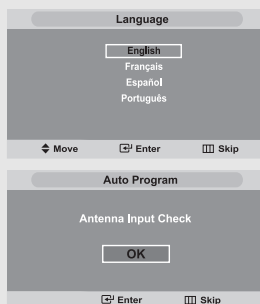 Language
English
Français
Español
Português
Move Enter Skip
Auto Program
Antenna Input Check
OK
Enter Skip